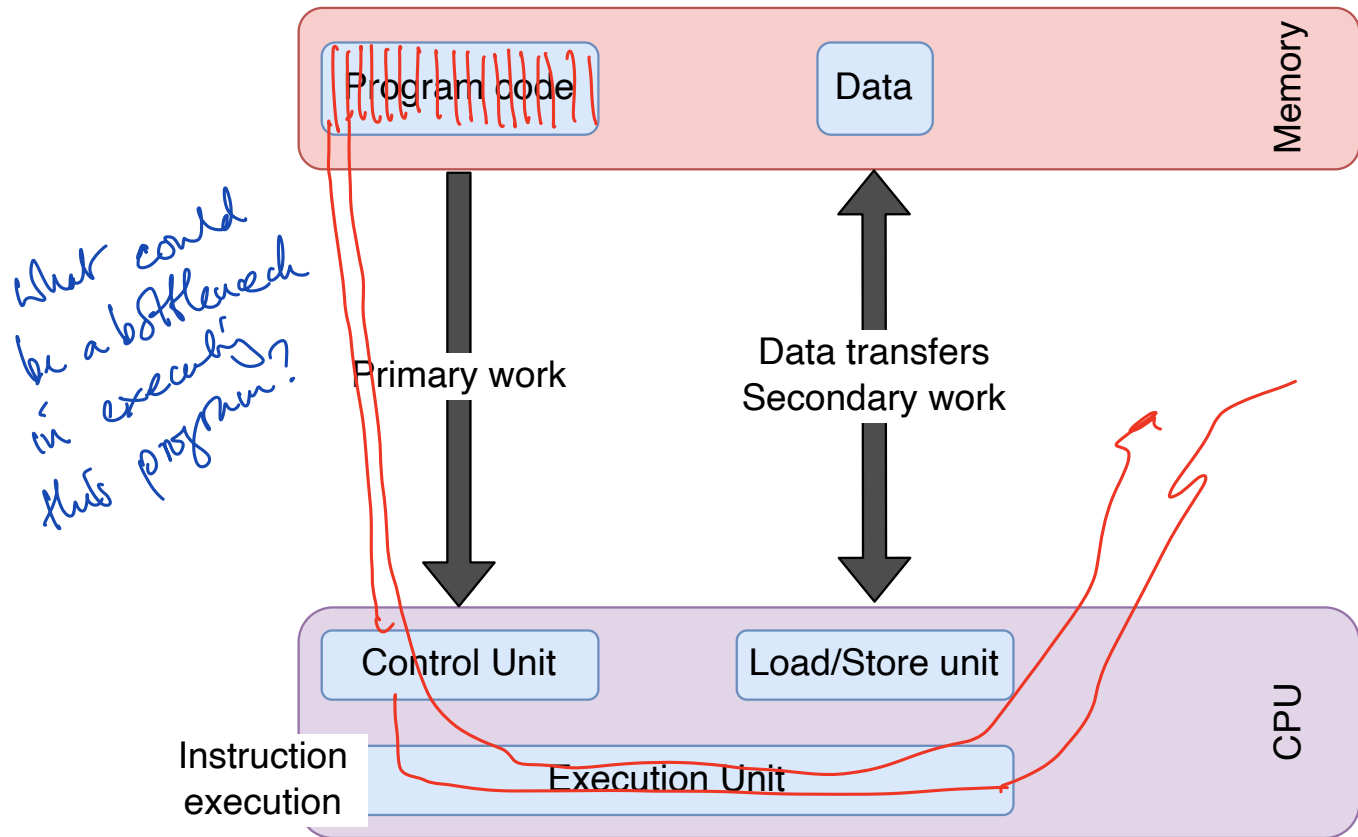 Program code
Data
Memory
what could
be a bottleneck
in executing
this program?
Primary work
Data transfers
Secondary work
Control Unit
Load/Store unit
CPU
Instruction
execution
Execution Unit